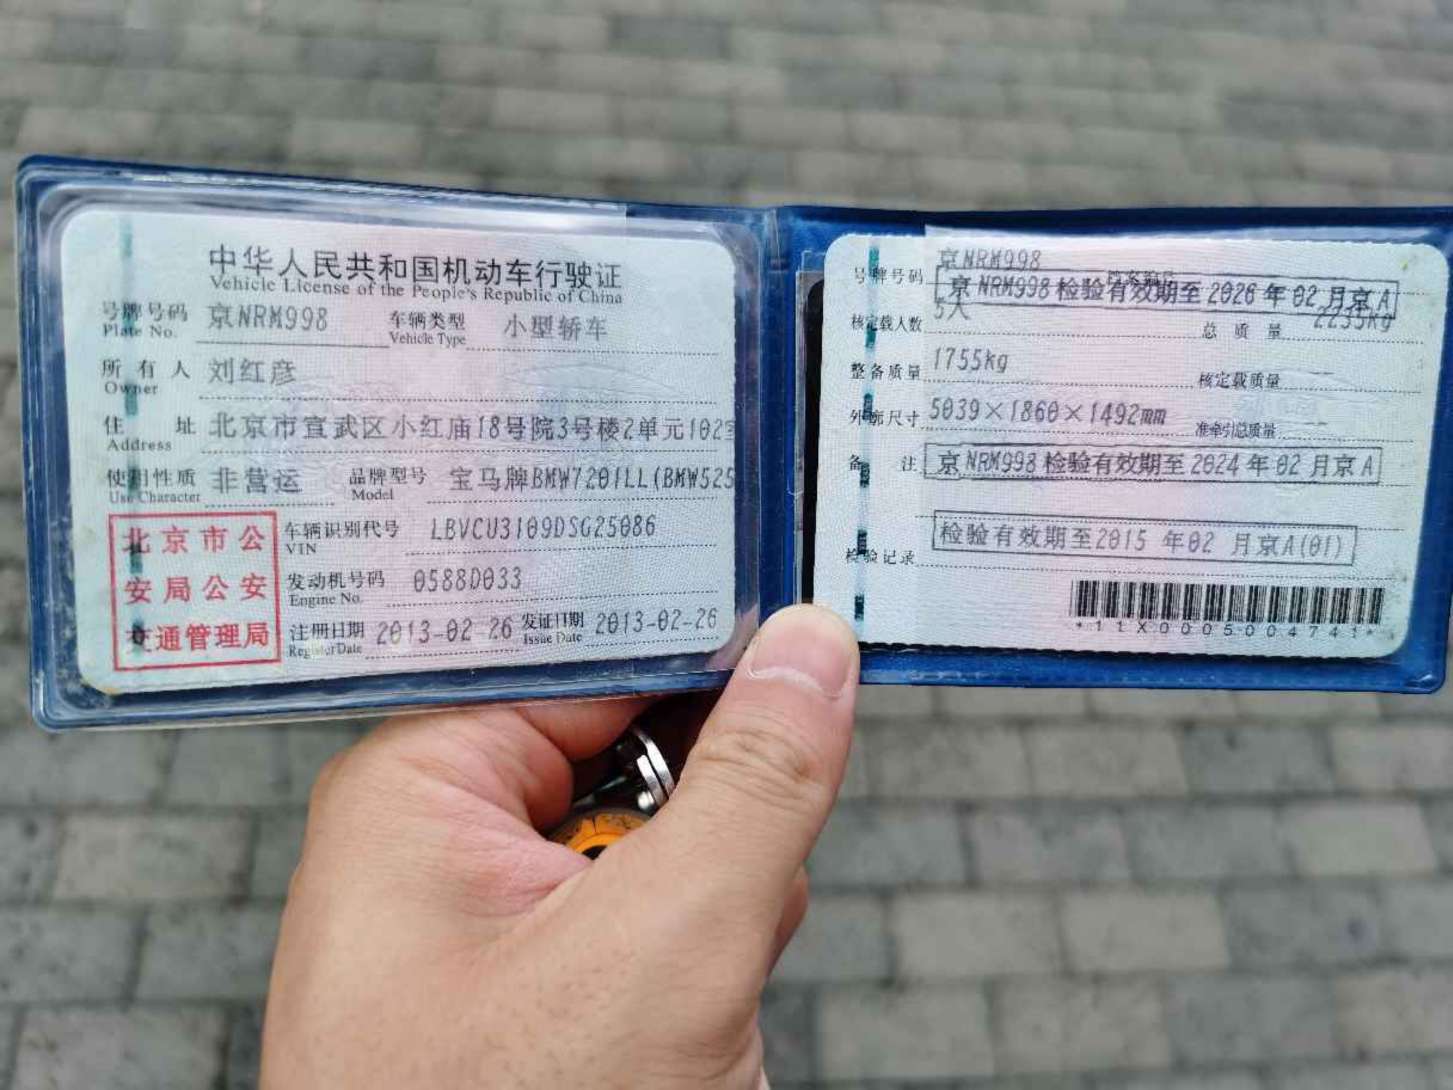 中华人民共和国机动车行驶证
Vehicle License of the People's Republic of China
号牌号码 京NRM998 车辆类型 小型轿车
Plate No. Vehicle Type
所有人 刘红彦
Owner
住址 北京市宣武区小红庙18号院3号楼2单元102室
Address
使用性质 非营运 品牌型号 宝马牌BMW7201LL(BMW525
Use Character Model
北京市公安局公安交通管理局
车辆识别代号 LBVCU3109DSG25086
VIN
发动机号码 0588D033
Engine No.
注册日期 2013-02-26 发证日期 2013-02-26
Register Date Issue Date
号牌号码 京NRM998 档案编号
京NRM998检验有效期至2026年02月京A
核定载人数 5人 总质量 2235kg
整备质量 1755kg 核定载质量 --
外廓尺寸 5039×1860×1492mm 准牵引总质量 --
备注 京NRM998检验有效期至2024年02月京A
检验记录 检验有效期至2015年02月京A(01)
*11X0005004741*